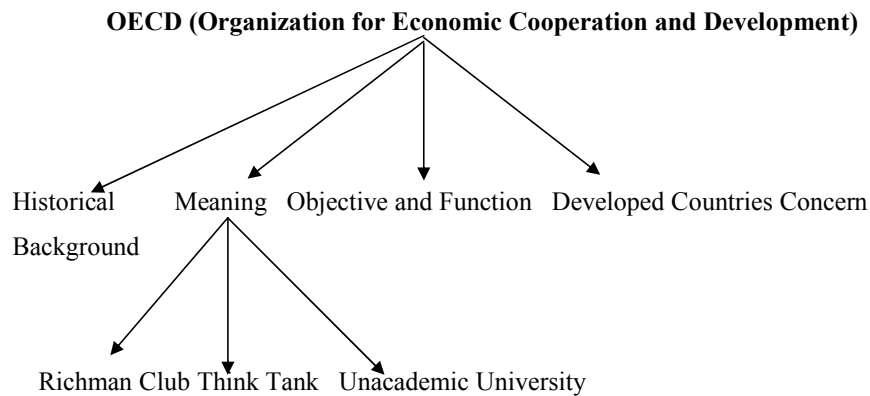 OECD (Organization for Economic Cooperation and Development)
Historical Background
Meaning
Objective and Function
Developed Countries Concern
Richman Club
Think Tank
Unacademic University